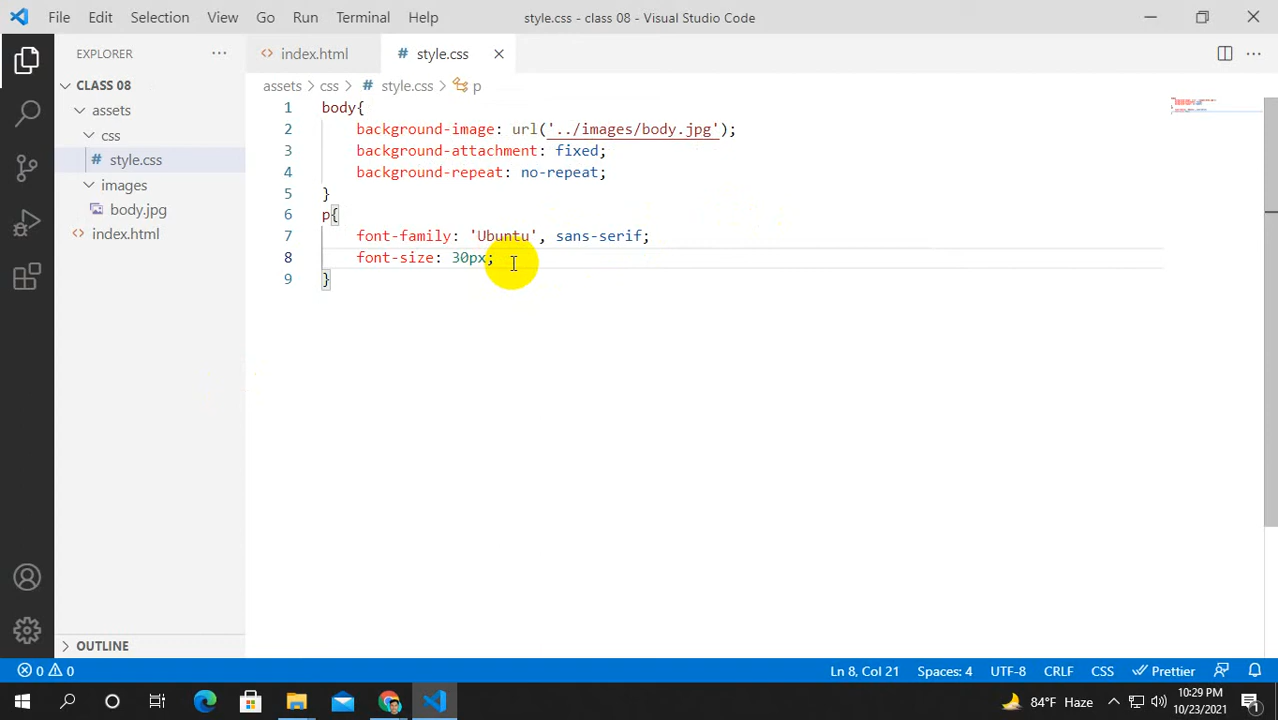 File Edit Selection View Go Run Terminal Help style.css - class 08 - Visual Studio Code
EXPLORER ···
index.html
style.css
CLASS 08
assets
css
style.css
images
body.jpg
index.html
OUTLINE
assets > css > # style.css > p
1 body{
2 background-image: url('../images/body.jpg');
3 background-attachment: fixed;
4 background-repeat: no-repeat;
5 }
6 p{
7 font-family: 'Ubuntu', sans-serif;
8 font-size: 30px;
9 }
0 0 Ln 8, Col 21 Spaces: 4 UTF-8 CRLF CSS Prettier
84°F Haze
10:29 PM
10/23/2021
1